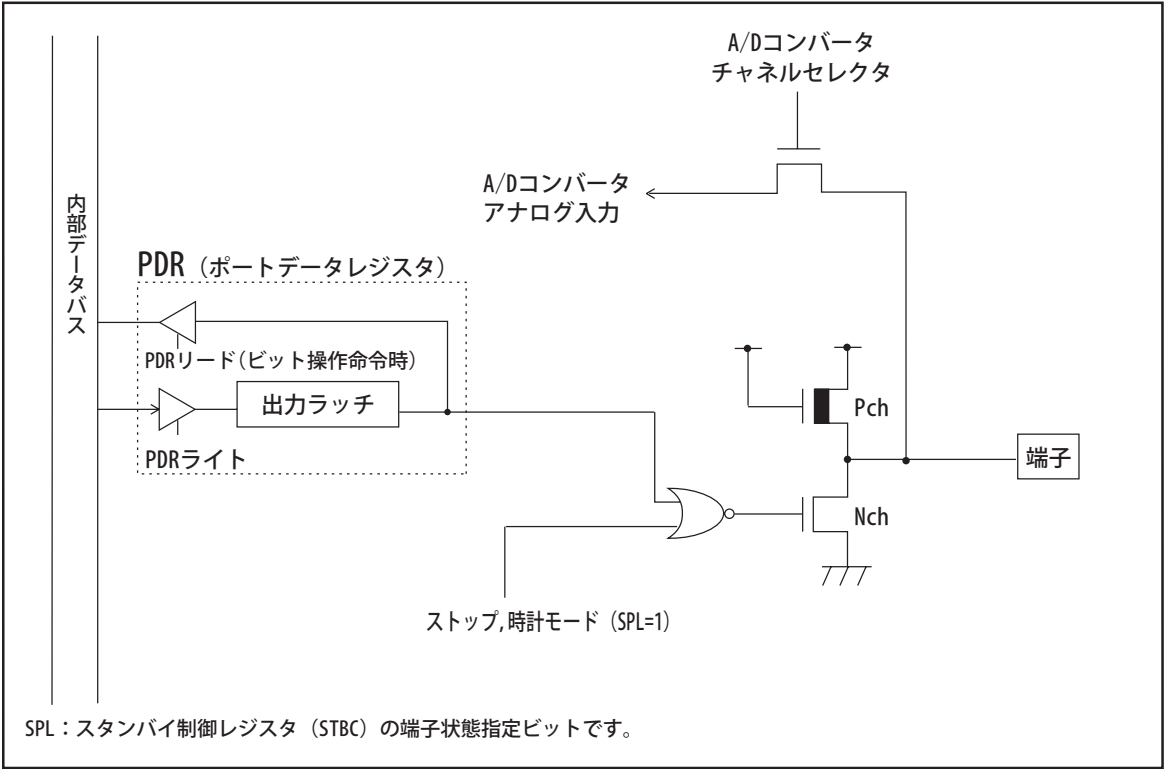 A/Dコンバータ
チャネルセレクタ
A/Dコンバータ
アナログ入力
内部データバス
PDR（ポートデータレジスタ）
PDRリード（ビット操作命令時）
出力ラッチ
PDRライト
Pch
端子
Nch
ストップ,時計モード（SPL=1）
SPL：スタンバイ制御レジスタ（STBC）の端子状態指定ビットです。